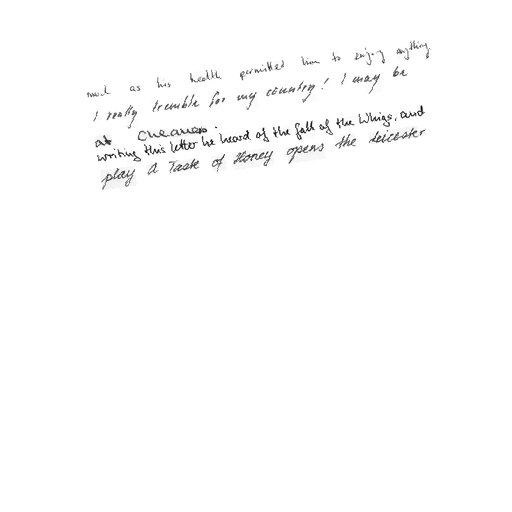 much as his health permitted him to enjoy anything.
I really tremble for my country! I may be
at
writing this letter he heard of the fall of the Whigs, and
play A Taste of Honey opens the Leicester